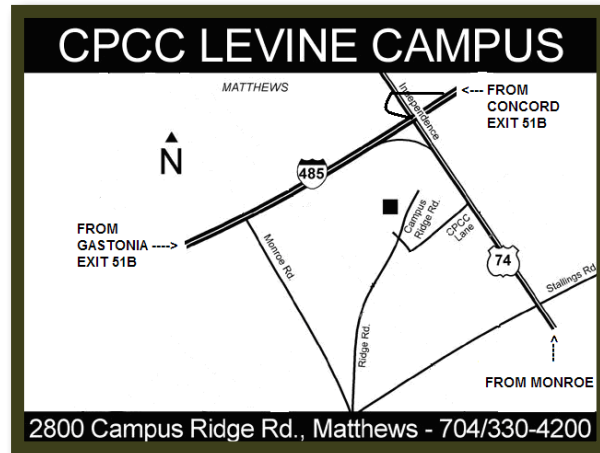 CPCC LEVINE CAMPUS
MATTHEWS
Independence
<--- FROM
CONCORD
EXIT 51B
N
485
FROM
GASTONIA ---->
EXIT 51B
Monroe Rd.
Campus
Ridge Rd.
CPCC
Lane
74
Stallings Rd
Ridge Rd.
FROM MONROE
2800 Campus Ridge Rd., Matthews - 704/330-4200